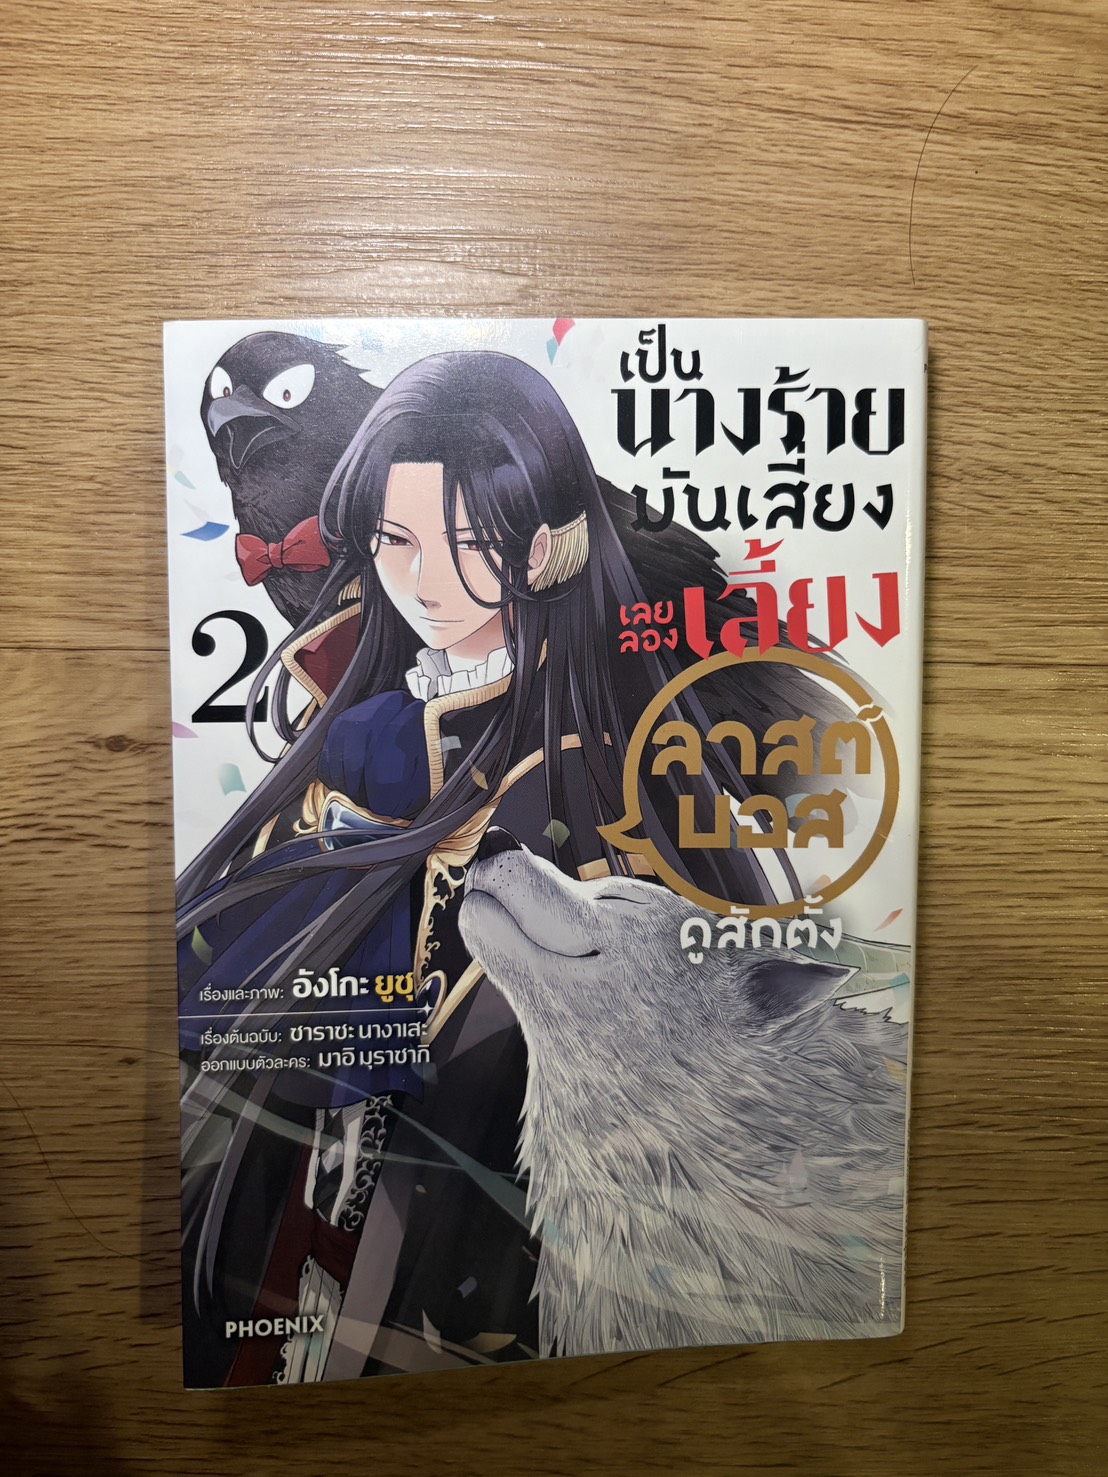 เป็น
นางร้าย
มันเสี่ยง
เลย
ลอง
เลี้ยง
ลาสต์
บอส
ดูสักตั้ง
2
เรื่องและภาพ: อังโกะ ยูซุ
เรื่องต้นฉบับ: ซาราซะ นางาเสะ
ออกแบบตัวละคร: มาอิ มุราซากิ
PHOENIX